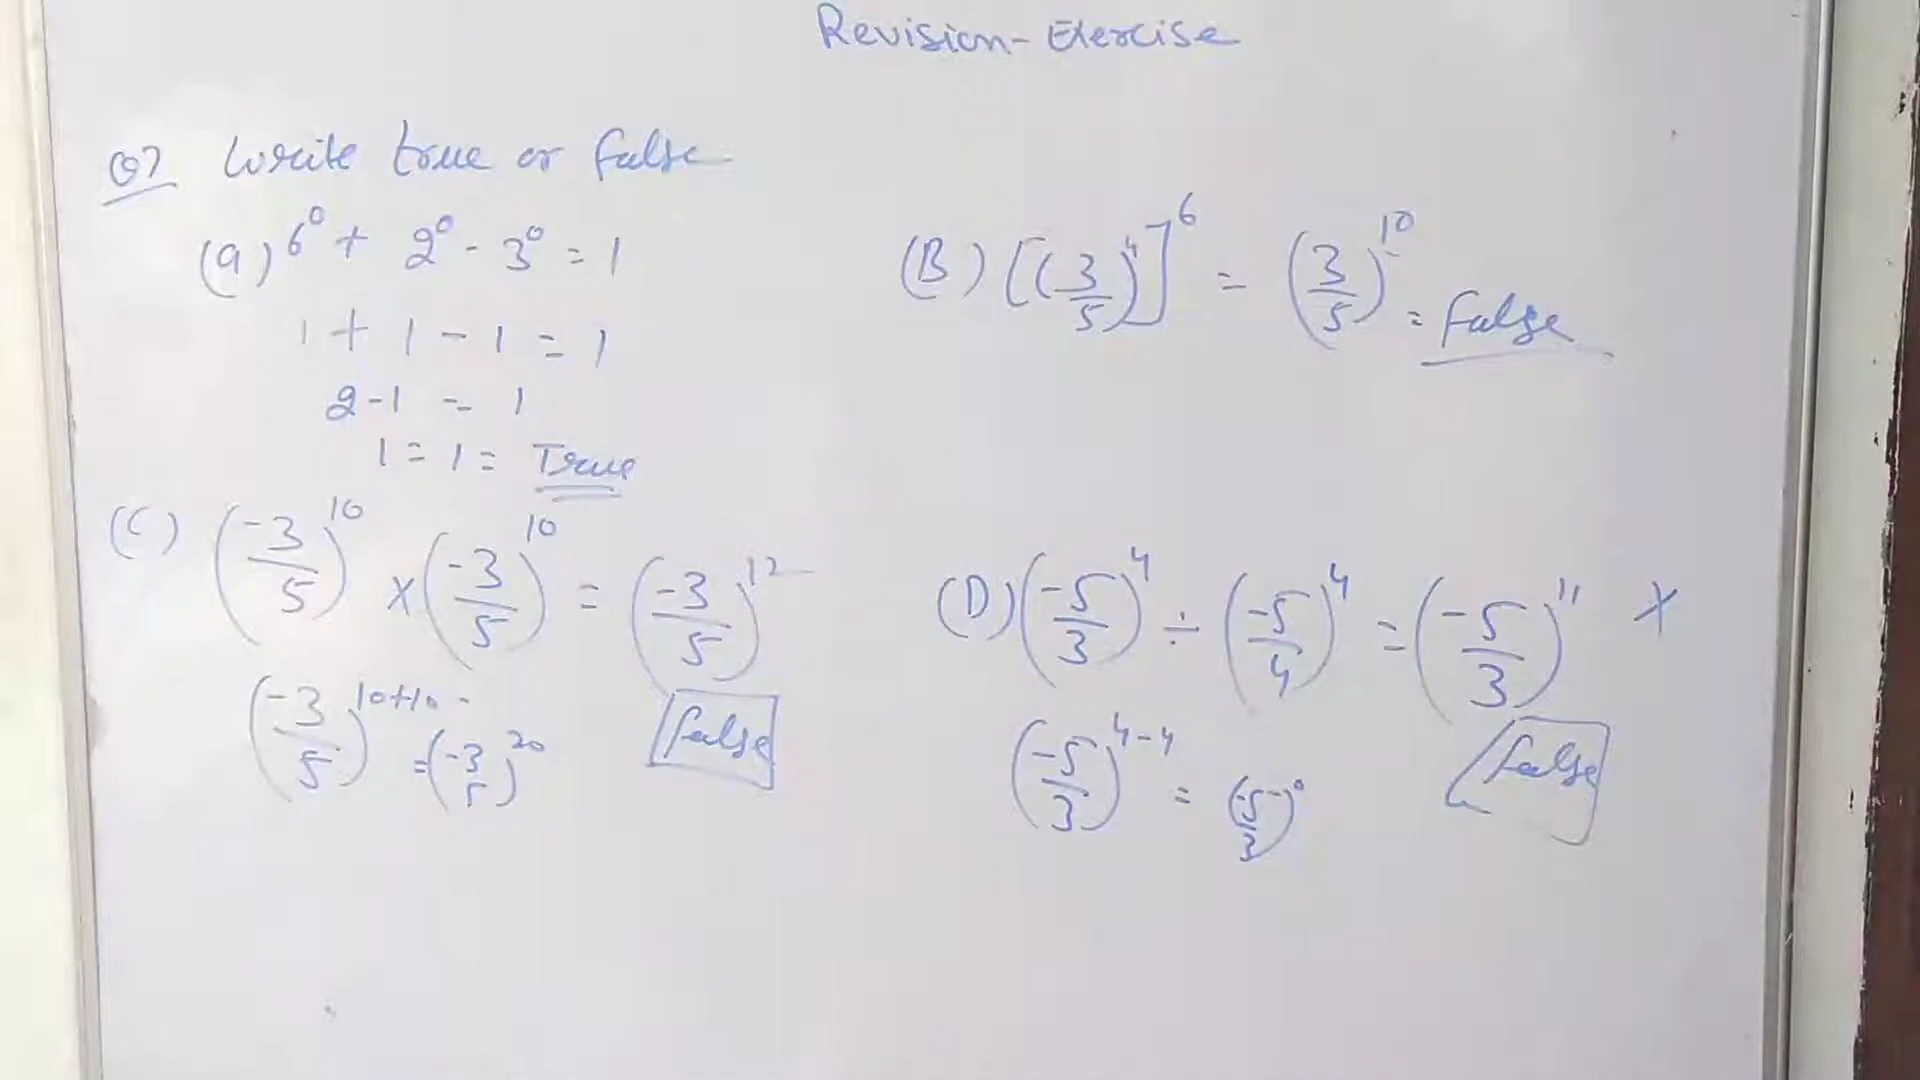 Revision-Exercise
Q7 Write true or false
(a) 6⁰ + 2⁰ - 3⁰ = 1
1 + 1 - 1 = 1
2-1 = 1
1 = 1 = True
(B) [(3/5)⁴]⁶ = (3/5)¹⁰ = False
(C) (-3/5)¹⁰ × (-3/5)¹⁰ = (-3/5)¹²
(-3/5)¹⁰⁺¹⁰ = (-3/5)²⁰
False
(D) (-5/3)⁴ ÷ (-5/4)⁴ = (-5/3)¹¹ ×
(-5/3)⁴⁻⁴ = (-5/3)⁰
False